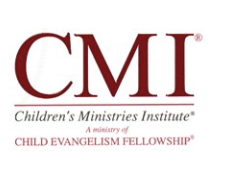 CMI®
Children's Ministries Institute®
A ministry of
CHILD EVANGELISM FELLOWSHIP®